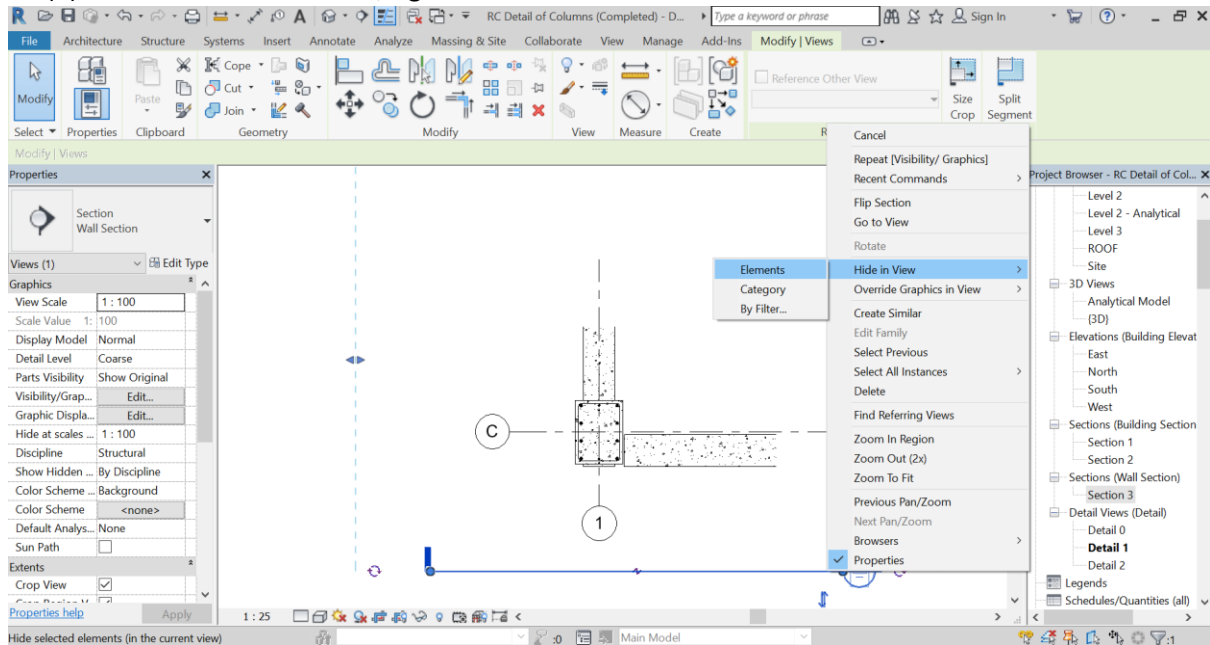 RC Detail of Columns (Completed) - D... Type a keyword or phrase Sign In
File Architecture Structure Systems Insert Annotate Analyze Massing & Site Collaborate View Manage Add-Ins Modify | Views
Modify Paste Cope Cut Join Reference Other View Size Crop Split Segment
Select Properties Clipboard Geometry Modify View Measure Create
Modify | Views
Properties
Section
Wall Section
Views (1) Edit Type
Graphics
View Scale 1 : 100
Scale Value 1: 100
Display Model Normal
Detail Level Coarse
Parts Visibility Show Original
Visibility/Grap... Edit...
Graphic Displa... Edit...
Hide at scales ... 1 : 100
Discipline Structural
Show Hidden ... By Discipline
Color Scheme ... Background
Color Scheme <none>
Default Analys... None
Sun Path
Extents
Crop View
Properties help Apply
C
1
Elements
Category
By Filter...
Cancel
Repeat [Visibility/ Graphics]
Recent Commands
Flip Section
Go to View
Rotate
Hide in View
Override Graphics in View
Create Similar
Edit Family
Select Previous
Select All Instances
Delete
Find Referring Views
Zoom In Region
Zoom Out (2x)
Zoom To Fit
Previous Pan/Zoom
Next Pan/Zoom
Browsers
Properties
Project Browser - RC Detail of Col...
Level 2
Level 2 - Analytical
Level 3
ROOF
Site
3D Views
Analytical Model
{3D}
Elevations (Building Elevat
East
North
South
West
Sections (Building Section
Section 1
Section 2
Sections (Wall Section)
Section 3
Detail Views (Detail)
Detail 0
Detail 1
Detail 2
Legends
Schedules/Quantities (all)
1 : 25
Hide selected elements (in the current view) :0 Main Model :1